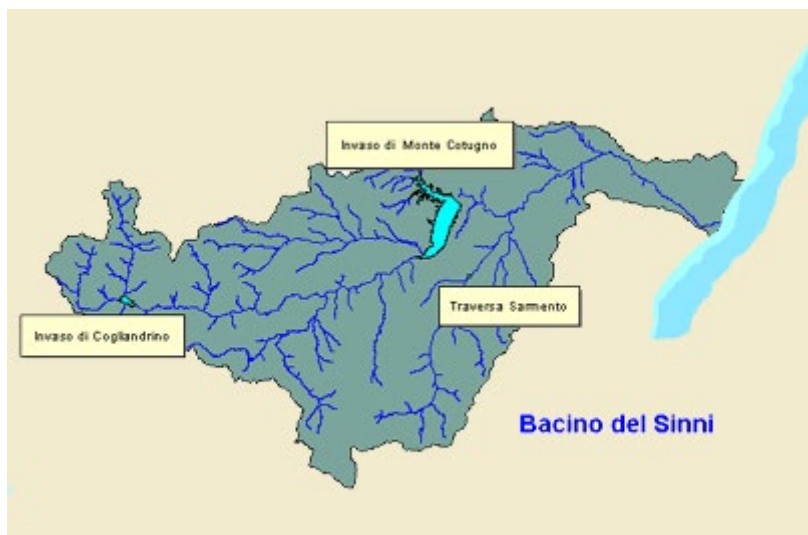 Invaso di Monte Cotugno
Traversa Sarmento
Invaso di Cogliandrino
Bacino del Sinni